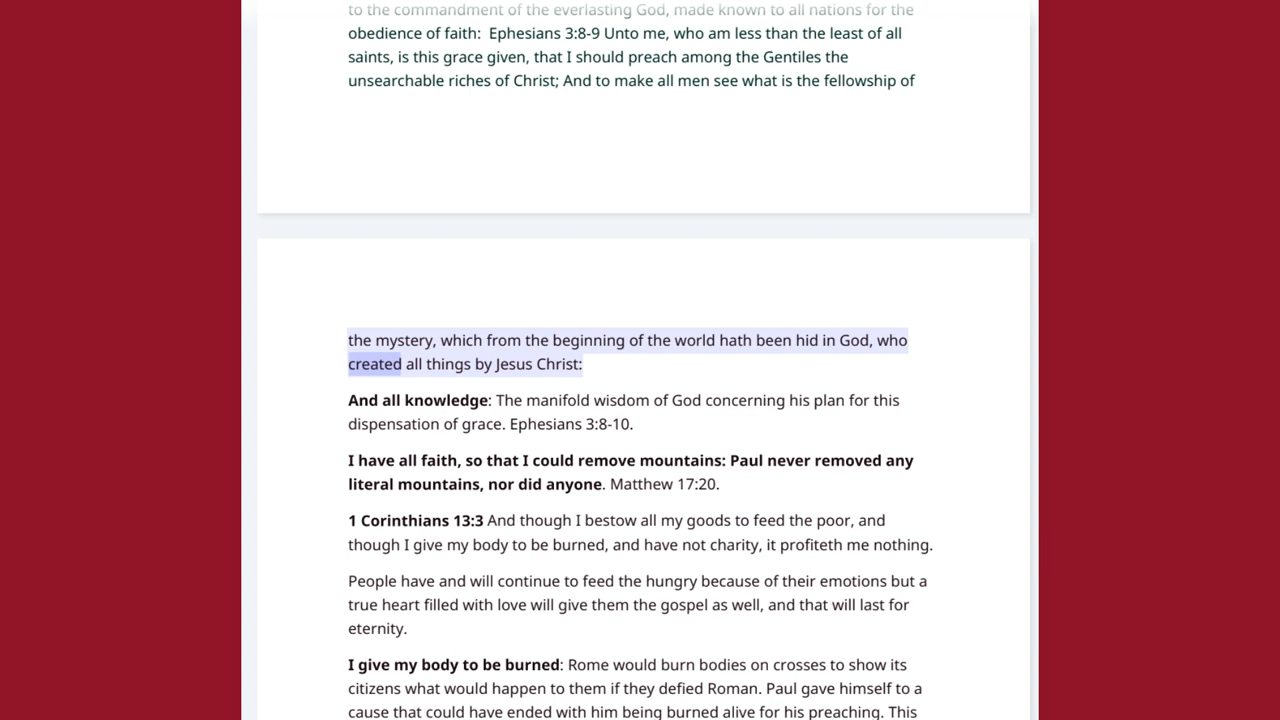 to the commandment of the everlasting God, made known to all nations for the
obedience of faith:  Ephesians 3:8-9 Unto me, who am less than the least of all
saints, is this grace given, that I should preach among the Gentiles the
unsearchable riches of Christ; And to make all men see what is the fellowship of
the mystery, which from the beginning of the world hath been hid in God, who
created all things by Jesus Christ:
And all knowledge: The manifold wisdom of God concerning his plan for this
dispensation of grace. Ephesians 3:8-10.
I have all faith, so that I could remove mountains: Paul never removed any
literal mountains, nor did anyone. Matthew 17:20.
1 Corinthians 13:3 And though I bestow all my goods to feed the poor, and
though I give my body to be burned, and have not charity, it profiteth me nothing.
People have and will continue to feed the hungry because of their emotions but a
true heart filled with love will give them the gospel as well, and that will last for
eternity.
I give my body to be burned: Rome would burn bodies on crosses to show its
citizens what would happen to them if they defied Roman. Paul gave himself to a
cause that could have ended with him being burned alive for his preaching. This